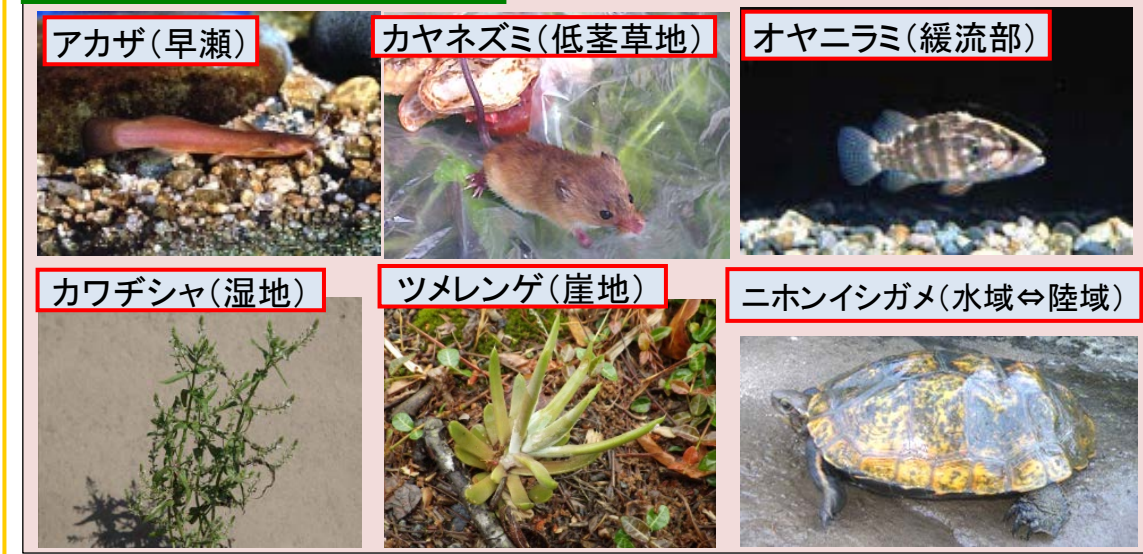 アカザ(早瀬)
カヤネズミ(低茎草地)
オヤニラミ(緩流部)
カワヂシャ(湿地)
ツメレンゲ(崖地)
ニホンイシガメ(水域⇔陸域)